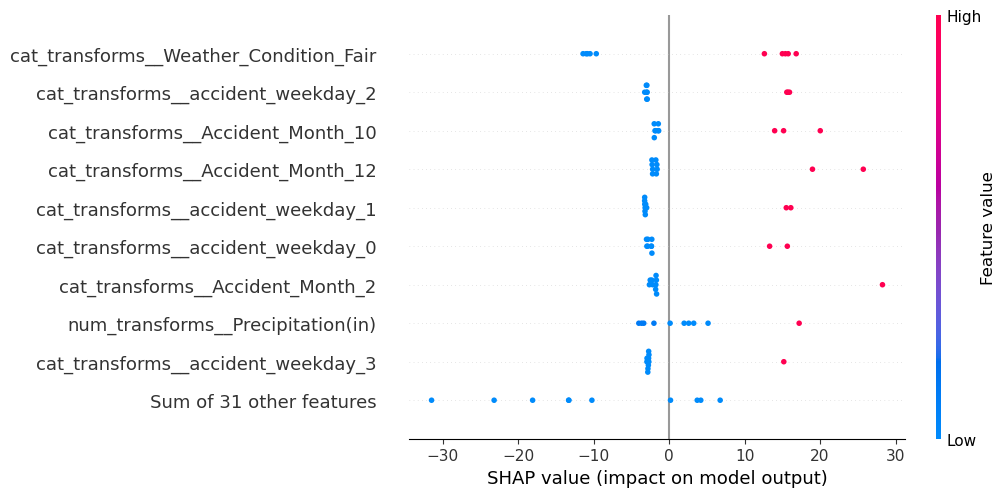 High
cat_transforms__Weather_Condition_Fair
cat_transforms__accident_weekday_2
cat_transforms__Accident_Month_10
cat_transforms__Accident_Month_12
cat_transforms__accident_weekday_1
cat_transforms__accident_weekday_0
cat_transforms__Accident_Month_2
num_transforms__Precipitation(in)
cat_transforms__accident_weekday_3
Sum of 31 other features
Feature value
Low
−30 −20 −10 0 10 20 30
SHAP value (impact on model output)